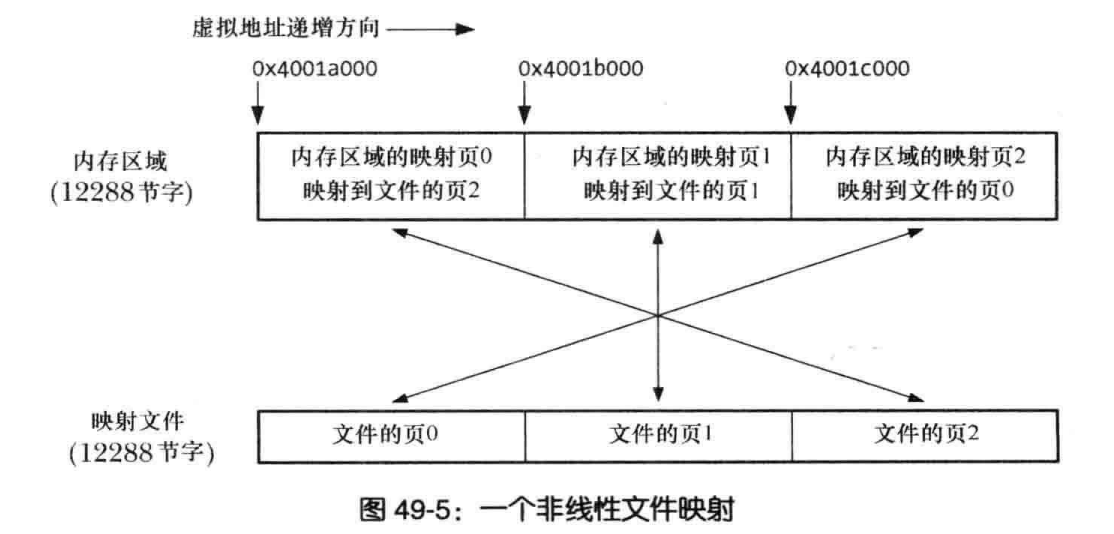 虚拟地址递增方向
0x4001a000 0x4001b000 0x4001c000
内存区域
(12288节字)
内存区域的映射页0
映射到文件的页2
内存区域的映射页1
映射到文件的页1
内存区域的映射页2
映射到文件的页0
映射文件
(12288节字)
文件的页0 文件的页1 文件的页2
图 49-5：一个非线性文件映射